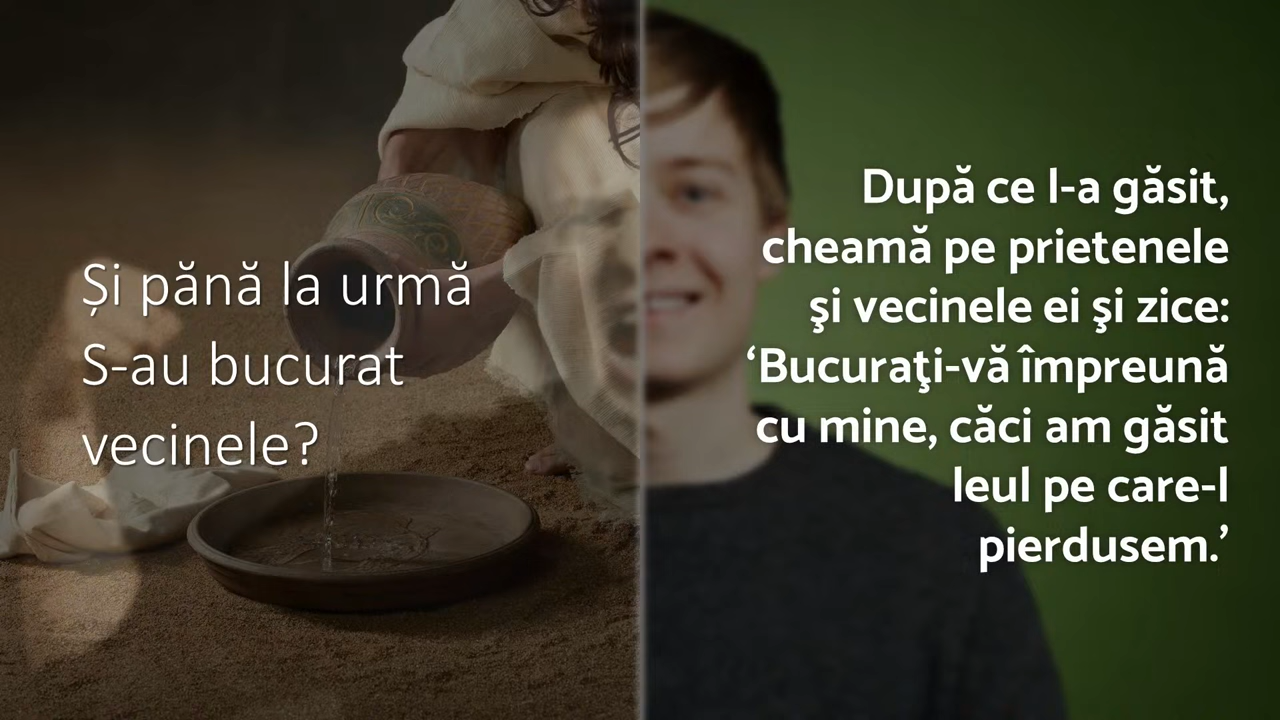 Și pănă la urmă
S-au bucurat
vecinele?
După ce l-a găsit,
cheamă pe prietenele
şi vecinele ei şi zice:
‘Bucuraţi-vă împreună
cu mine, căci am găsit
leul pe care-l
pierdusem.’